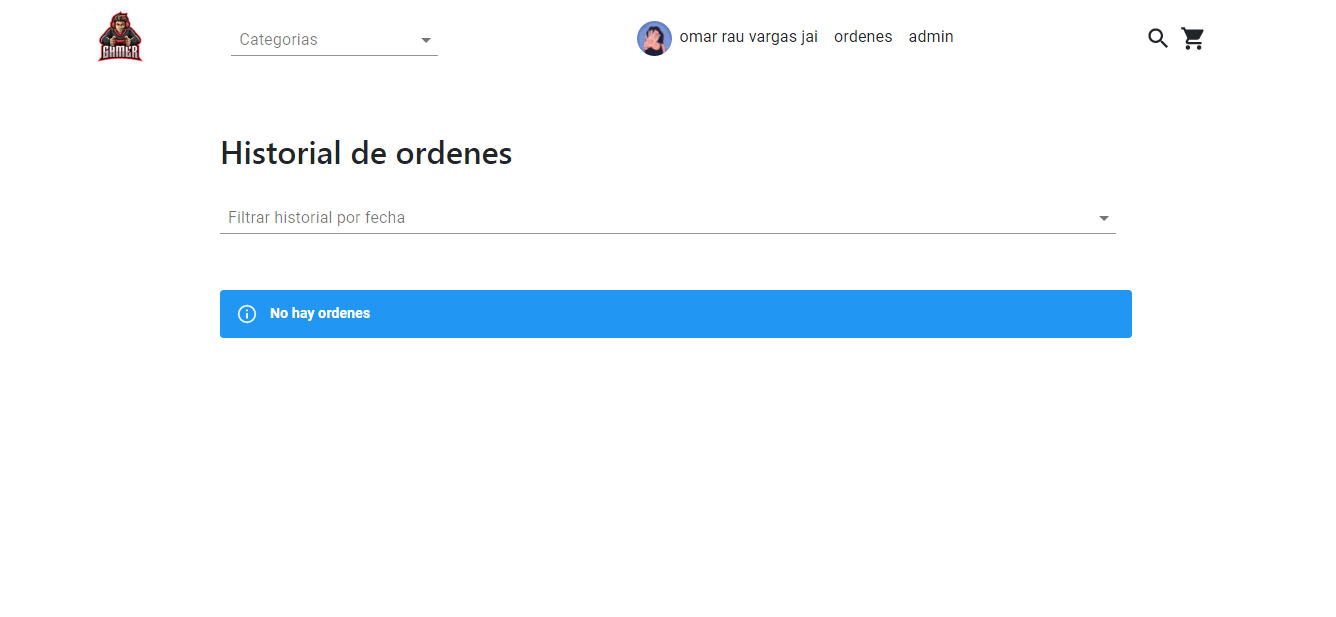 GAMER
Categorias
omar rau vargas jai ordenes admin
Historial de ordenes
Filtrar historial por fecha
No hay ordenes